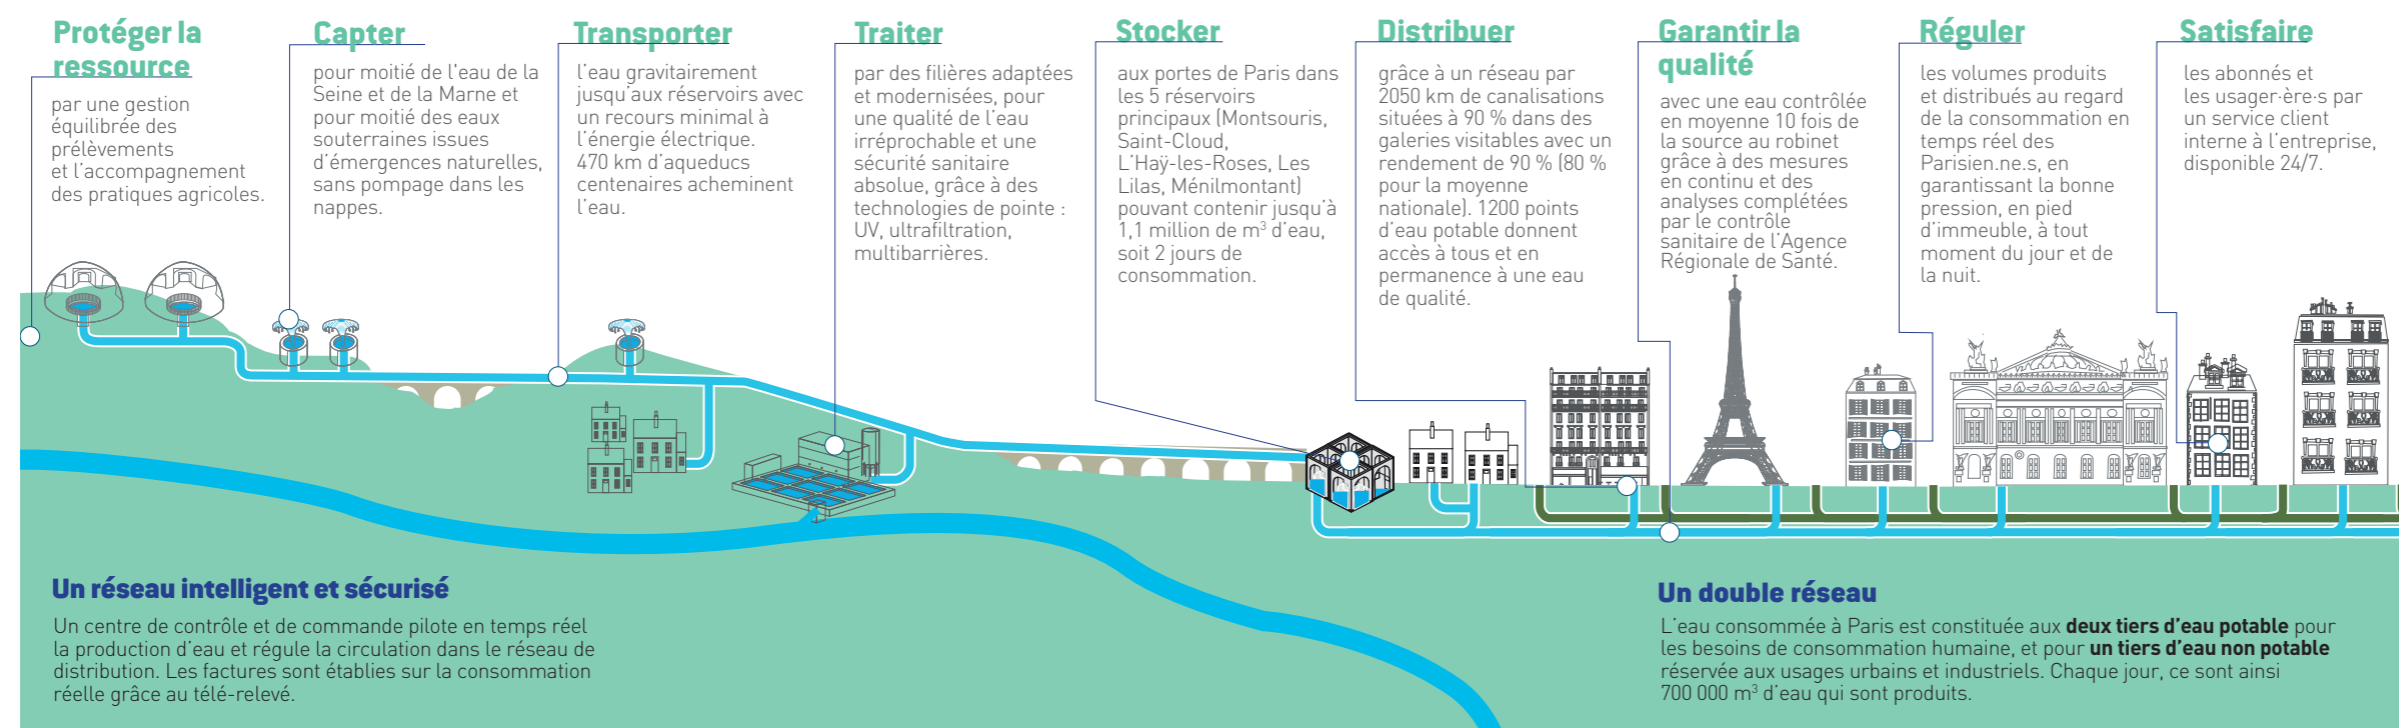 Protéger la
ressource
par une gestion
équilibrée des
prélèvements
et l'accompagnement
des pratiques agricoles.
Capter
pour moitié de l'eau de la
Seine et de la Marne et
pour moitié des eaux
souterraines issues
d'émergences naturelles,
sans pompage dans les
nappes.
Transporter
l'eau gravitairement
jusqu'aux réservoirs avec
un recours minimal à
l'énergie électrique.
470 km d'aqueducs
centenaires acheminent
l'eau.
Traiter
par des filières adaptées
et modernisées, pour
une qualité de l'eau
irréprochable et une
sécurité sanitaire
absolue, grâce à des
technologies de pointe :
UV, ultrafiltration,
multibarrières.
Stocker
aux portes de Paris dans
les 5 réservoirs
principaux (Montsouris,
Saint-Cloud,
L'Haÿ-les-Roses, Les
Lilas, Ménilmontant)
pouvant contenir jusqu'à
1,1 million de m³ d'eau,
soit 2 jours de
consommation.
Distribuer
grâce à un réseau par
2050 km de canalisations
situées à 90 % dans des
galeries visitables avec un
rendement de 90 % (80 %
pour la moyenne
nationale). 1200 points
d'eau potable donnent
accès à tous et en
permanence à une eau
de qualité.
Garantir la
qualité
avec une eau contrôlée
en moyenne 10 fois de
la source au robinet
grâce à des mesures
en continu et des
analyses complétées
par le contrôle
sanitaire de l'Agence
Régionale de Santé.
Réguler
les volumes produits
et distribués au regard
de la consommation en
temps réel des
Parisien.ne.s, en
garantissant la bonne
pression, en pied
d'immeuble, à tout
moment du jour et de
la nuit.
Satisfaire
les abonnés et
les usager·ère·s par
un service client
interne à l'entreprise,
disponible 24/7.
Un réseau intelligent et sécurisé
Un centre de contrôle et de commande pilote en temps réel
la production d'eau et régule la circulation dans le réseau de
distribution. Les factures sont établies sur la consommation
réelle grâce au télé-relevé.
Un double réseau
L'eau consommée à Paris est constituée aux deux tiers d'eau potable pour
les besoins de consommation humaine, et pour un tiers d'eau non potable
réservée aux usages urbains et industriels. Chaque jour, ce sont ainsi
700 000 m³ d'eau qui sont produits.